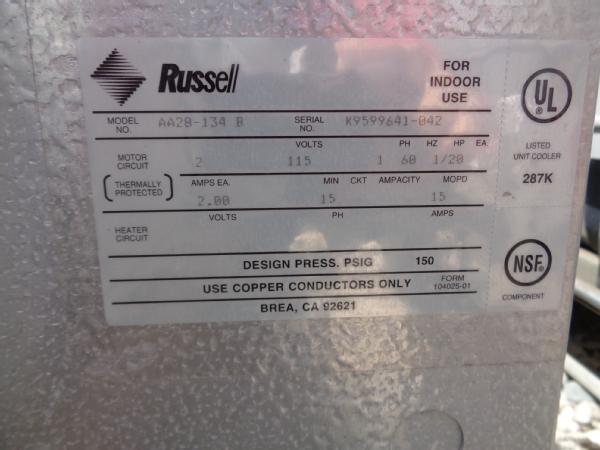 Russell
FOR
INDOOR
USE
MODEL NO. AA28-134 B SERIAL NO. K9599641-042
VOLTS PH HZ HP EA.
MOTOR CIRCUIT 2 115 1 60 1/20
(THERMALLY PROTECTED) AMPS EA. MIN CKT AMPACITY MOPD
2.00 15 15
VOLTS PH AMPS
HEATER CIRCUIT
DESIGN PRESS. PSIG 150
USE COPPER CONDUCTORS ONLY FORM 104025-01
BREA, CA 92621
UL
LISTED
UNIT COOLER
287K
NSF
COMPONENT